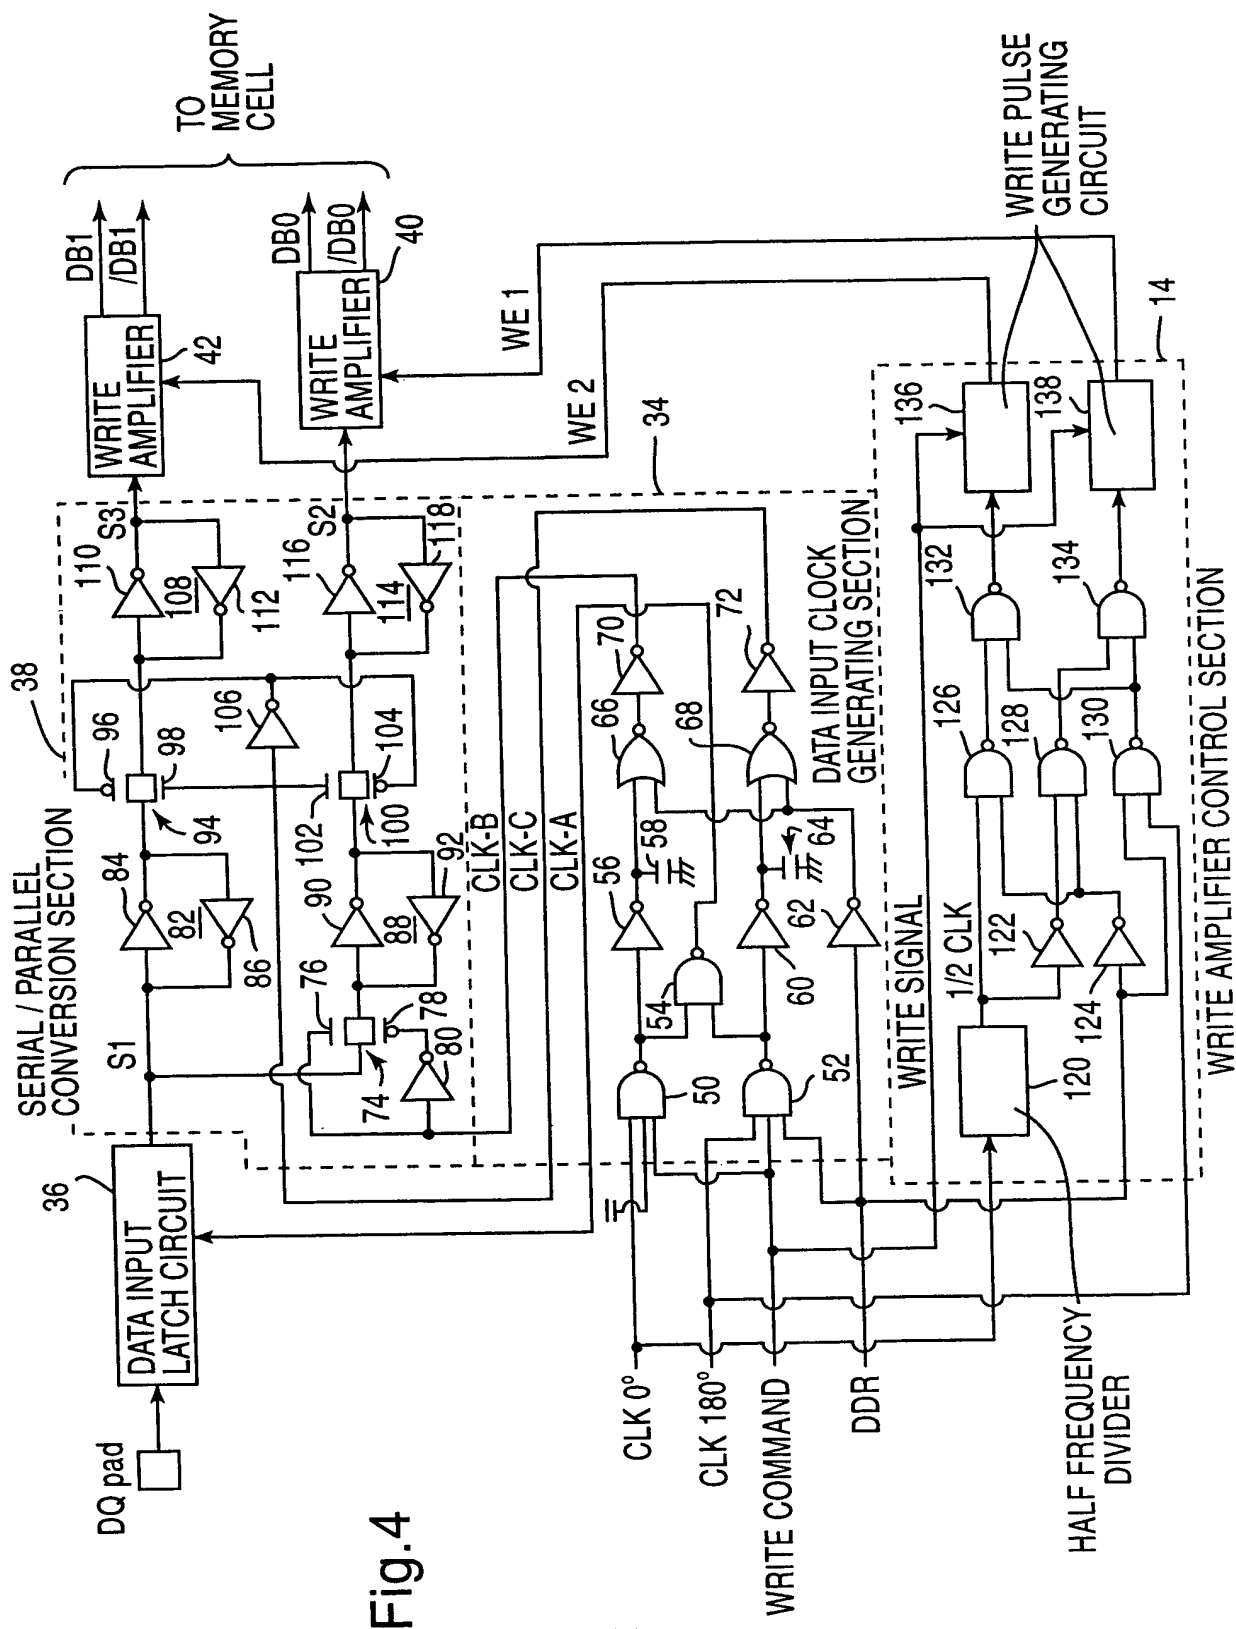 Fig.4
DQ pad
DATA INPUT
LATCH CIRCUIT
36
SERIAL / PARALLEL
CONVERSION SECTION
38
S1
82
84
86
94
96
98
106
108
110
112
S3
WRITE
AMPLIFIER
42
DB1
/DB1
TO
MEMORY
CELL
74
76
78
80
88
90
92
100
102
104
114
116
118
S2
WRITE
AMPLIFIER
40
DB0
/DB0
CLK-B
CLK-C
CLK-A
WE 1
WE 2
34
CLK 0°
CLK 180°
WRITE COMMAND
DDR
50
52
54
56
58
60
62
64
66
68
70
72
DATA INPUT CLOCK
GENERATING SECTION
WRITE SIGNAL
1/2 CLK
120
122
124
126
128
130
132
134
136
138
14
WRITE PULSE
GENERATING
CIRCUIT
HALF FREQUENCY
DIVIDER
WRITE AMPLIFIER CONTROL SECTION